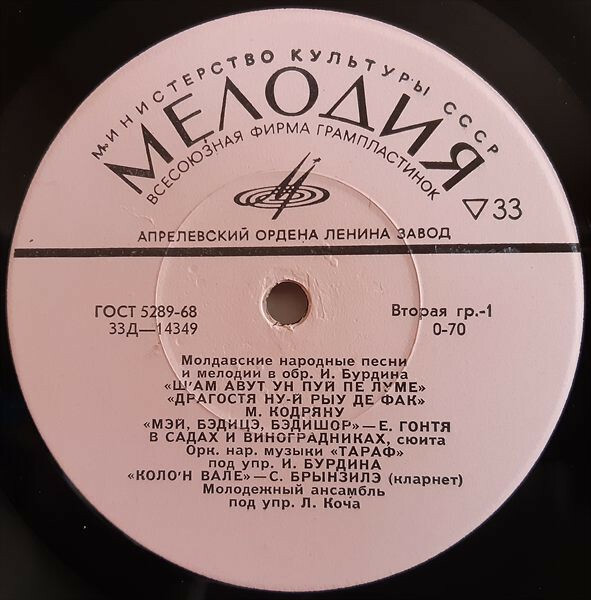 МИНИСТЕРСТВО КУЛЬТУРЫ СССР
МЕЛОДИЯ
ВСЕСОЮЗНАЯ ФИРМА ГРАМПЛАСТИНОК
▽33
АПРЕЛЕВСКИЙ ОРДЕНА ЛЕНИНА ЗАВОД
ГОСТ 5289-68 Вторая гр.-1
33Д—14349 0-70
Молдавские народные песни
и мелодии в обр. И. Бурдина
«Ш'АМ АВУТ УН ПУЙ ПЕ ЛУМЕ»
«ДРАГОСТЯ НУ-Й РЫУ ДЕ ФАК»
М. КОДРЯНУ
«МЭЙ, БЭДИЦЭ, БЭДИШОР»—Е. ГОНТЯ
В САДАХ И ВИНОГРАДНИКАХ, сюита
Орк. нар. музыки «ТАРАФ»
под упр. И. БУРДИНА
«КОЛО'Н ВАЛЕ»—С. БРЫНЗИЛЭ (кларнет)
Молодежный ансамбль
под упр. Л. Коча